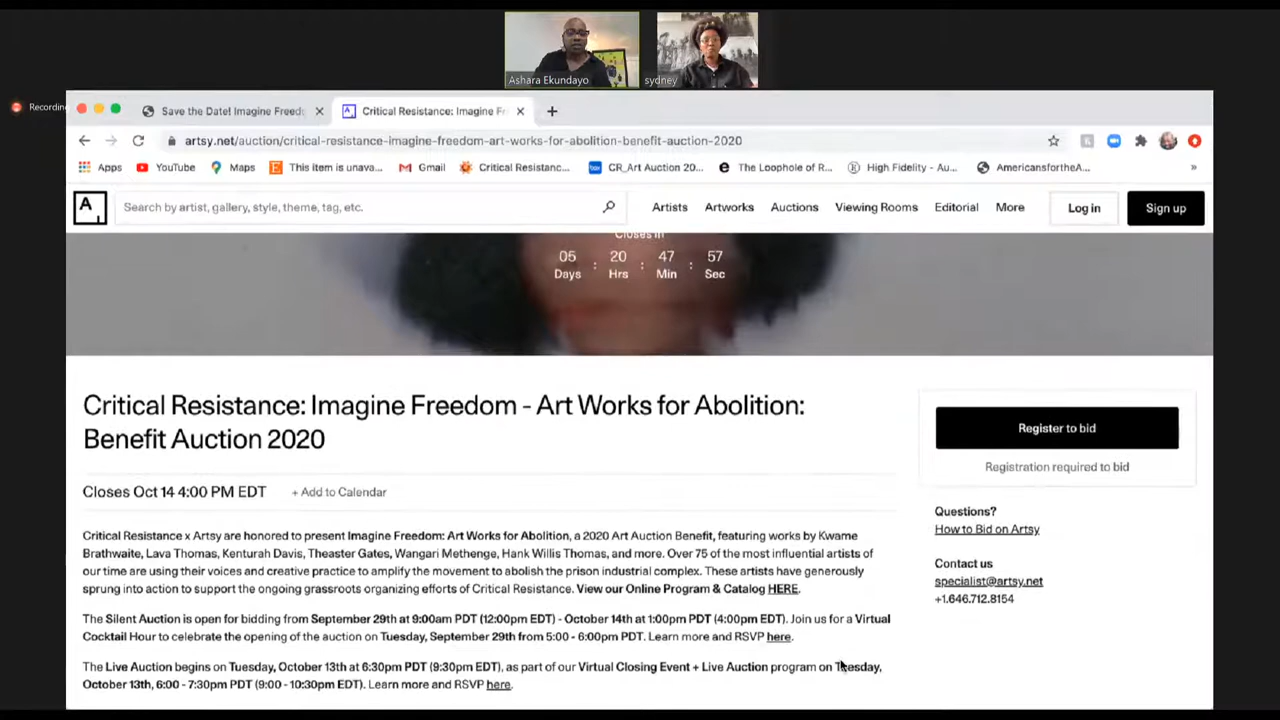 Ashara Ekundayo
sydney
Recording
Save the Date! Imagine Freed
Critical Resistance: Imagine Fr
artsy.net/auction/critical-resistance-imagine-freedom-art-works-for-abolition-benefit-auction-2020
Apps YouTube Maps This item is unava... Gmail Critical Resistanc... CR_Art Auction 20... The Loophole of R... High Fidelity - Au... AmericansfortheA... »
A
Search by artist, gallery, style, theme, tag, etc.
Artists Artworks Auctions Viewing Rooms Editorial More Log in Sign up
Closes in
05 : 20 : 47 : 57
Days Hrs Min Sec
Critical Resistance: Imagine Freedom - Art Works for Abolition:
Benefit Auction 2020
Register to bid
Registration required to bid
Closes Oct 14 4:00 PM EDT + Add to Calendar
Questions?
How to Bid on Artsy
Contact us
specialist@artsy.net
+1.646.712.8154
Critical Resistance x Artsy are honored to present Imagine Freedom: Art Works for Abolition, a 2020 Art Auction Benefit, featuring works by Kwame
Brathwaite, Lava Thomas, Kenturah Davis, Theaster Gates, Wangari Methenge, Hank Willis Thomas, and more. Over 75 of the most influential artists of
our time are using their voices and creative practice to amplify the movement to abolish the prison industrial complex. These artists have generously
sprung into action to support the ongoing grassroots organizing efforts of Critical Resistance. View our Online Program & Catalog HERE.
The Silent Auction is open for bidding from September 29th at 9:00am PDT (12:00pm EDT) - October 14th at 1:00pm PDT (4:00pm EDT). Join us for a Virtual
Cocktail Hour to celebrate the opening of the auction on Tuesday, September 29th from 5:00 - 6:00pm PDT. Learn more and RSVP here.
The Live Auction begins on Tuesday, October 13th at 6:30pm PDT (9:30pm EDT), as part of our Virtual Closing Event + Live Auction program on Tuesday,
October 13th, 6:00 - 7:30pm PDT (9:00 - 10:30pm EDT). Learn more and RSVP here.